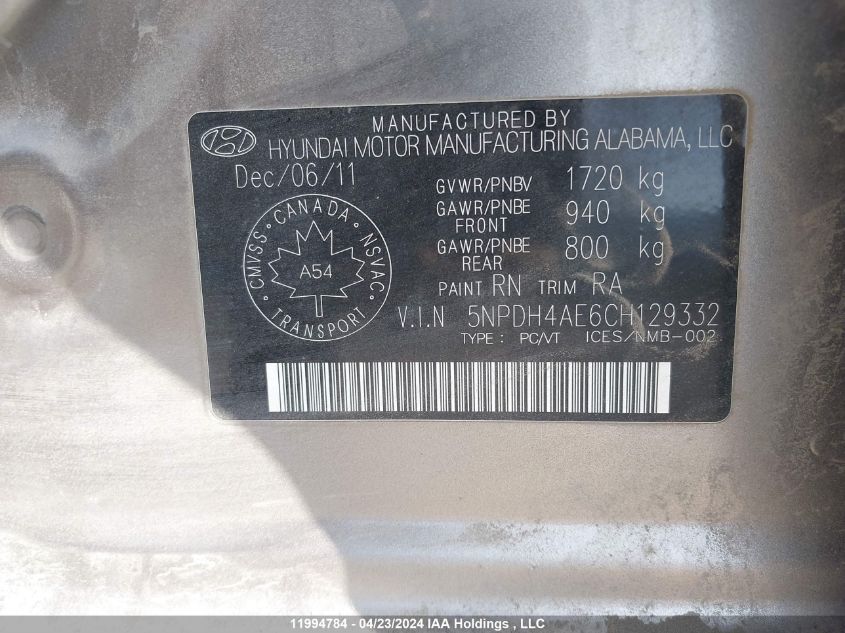 MANUFACTURED BY
HYUNDAI MOTOR MANUFACTURING ALABAMA, LLC
Dec/06/11
GVWR/PNBV 1720 kg
GAWR/PNBE FRONT 940 kg
GAWR/PNBE REAR 800 kg
PAINT RN TRIM RA
CMVSS • CANADA • NSVAC • TRANSPORT •
A54
V.I.N 5NPDH4AE6CH129332
TYPE : PC/VT ICES/NMB-002
11994784 - 04/23/2024 IAA Holdings , LLC